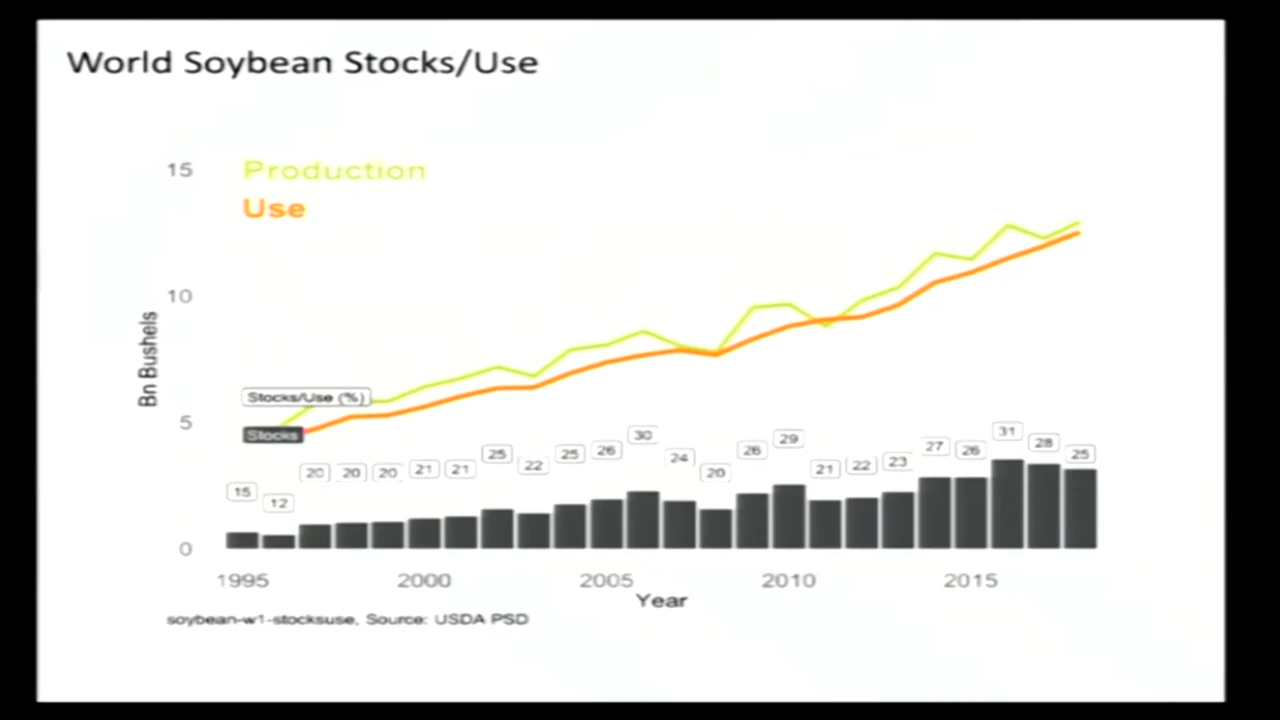 World Soybean Stocks/Use
15
Production
Use
10
Bn Bushels
Stocks/Use (%)
5
Stocks
15 12 20 20 20 21 21 25 22 25 26 30 24 20 26 29 21 22 23 27 26 31 28 25
0
1995 2000 2005 2010 2015
Year
soybean-w1-stocksuse, Source: USDA PSD